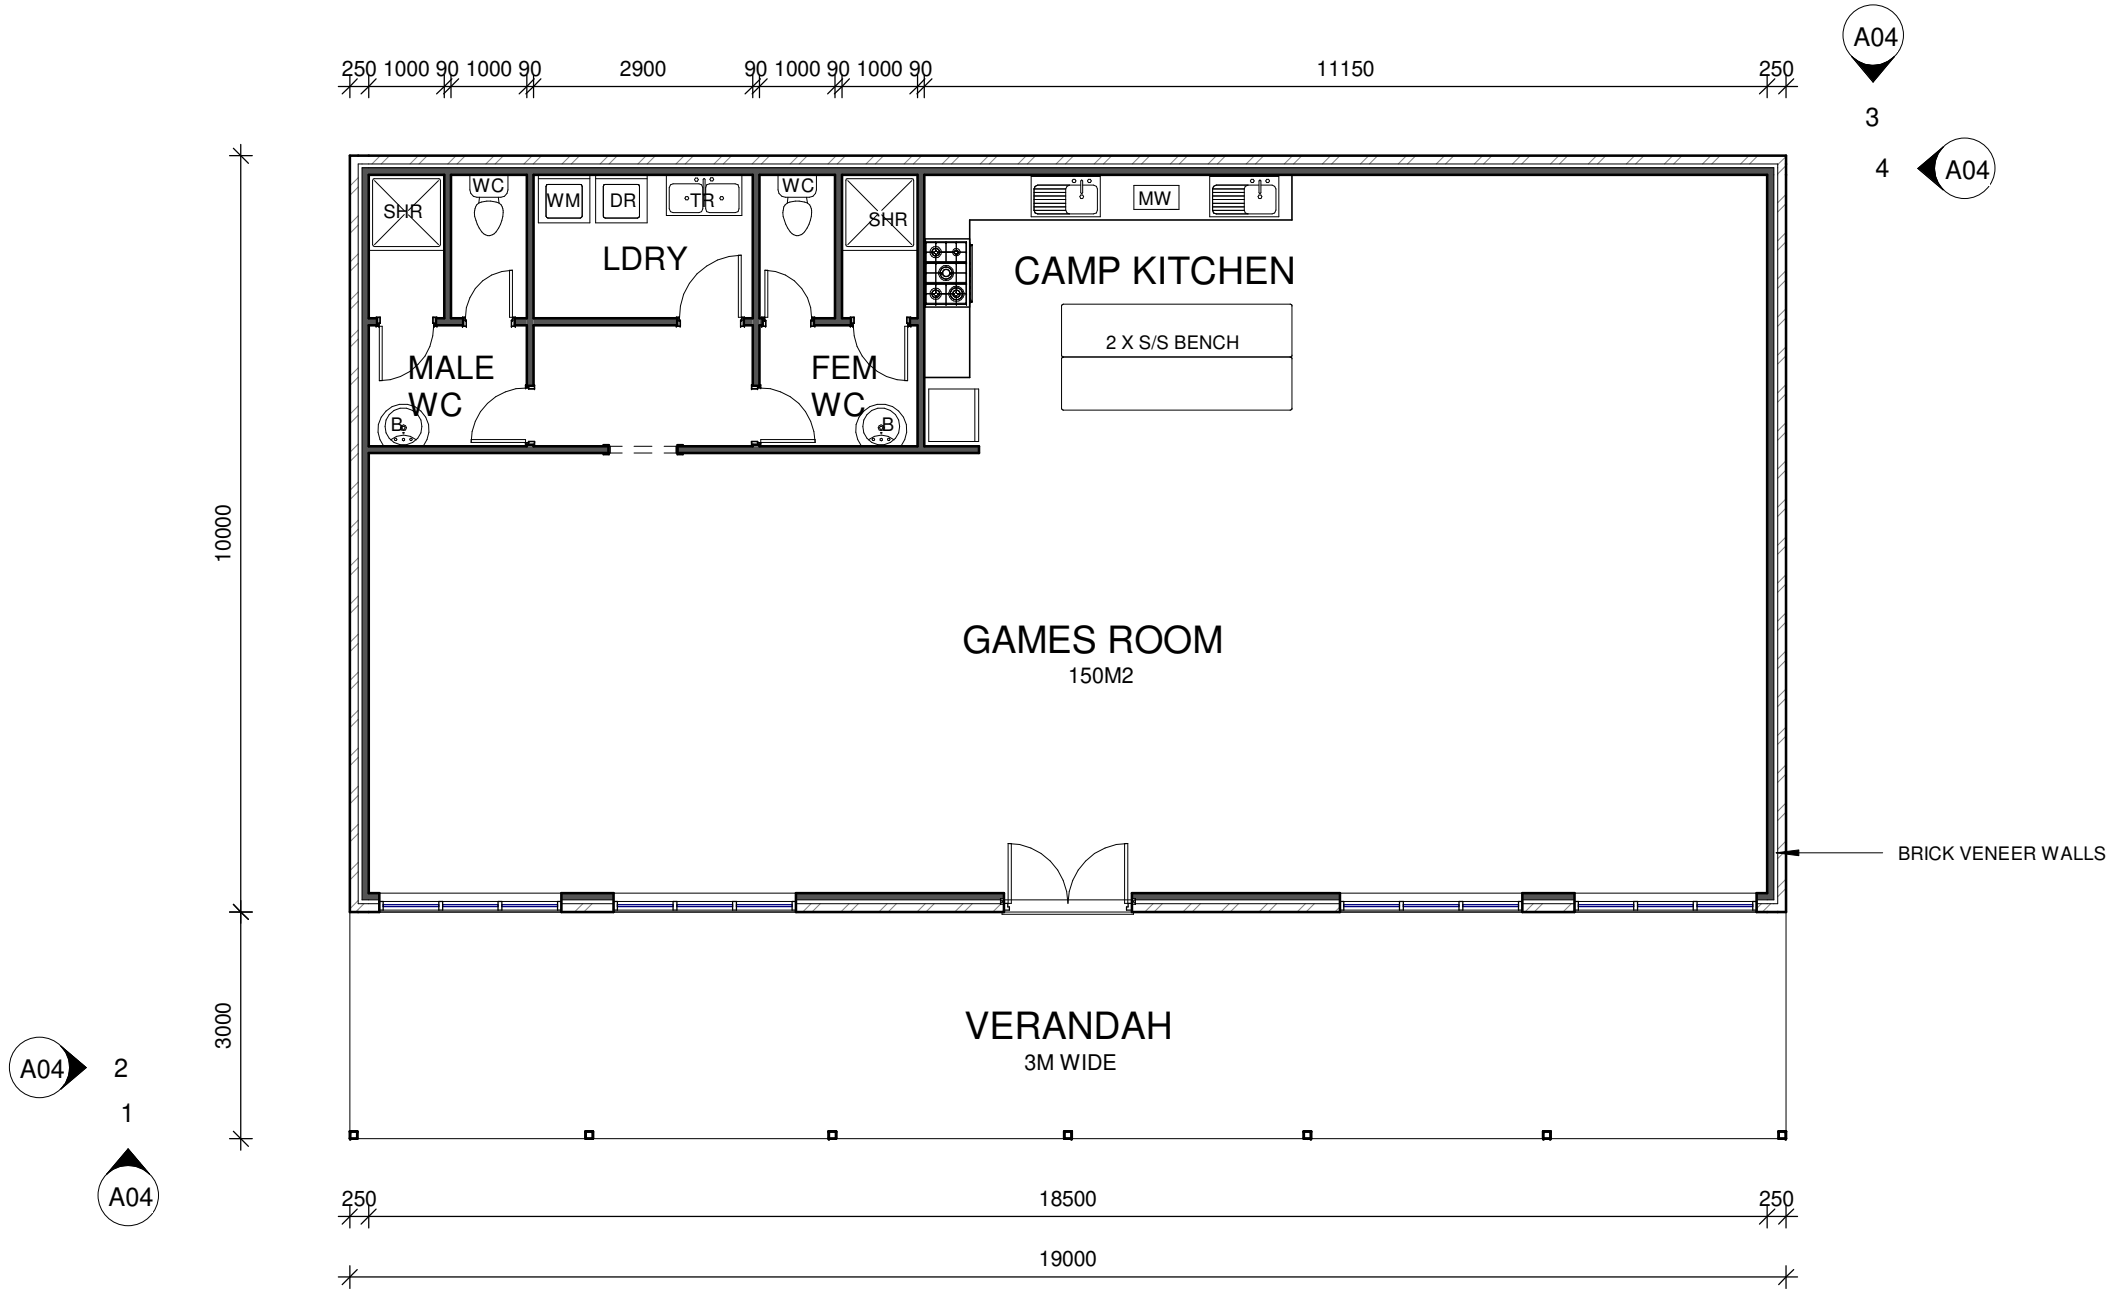 A04
250 1000 90 1000 90 2900 90 1000 90 1000 90 11150 250
3
4 A04
WC WC
SHR WM DR TR MW
SHR
LDRY CAMP KITCHEN
2 X S/S BENCH
MALE FEM
WC WC
B B
10000
GAMES ROOM
150M2
BRICK VENEER WALLS
3000
VERANDAH
3M WIDE
A04 2
1
A04
250 18500 250
19000